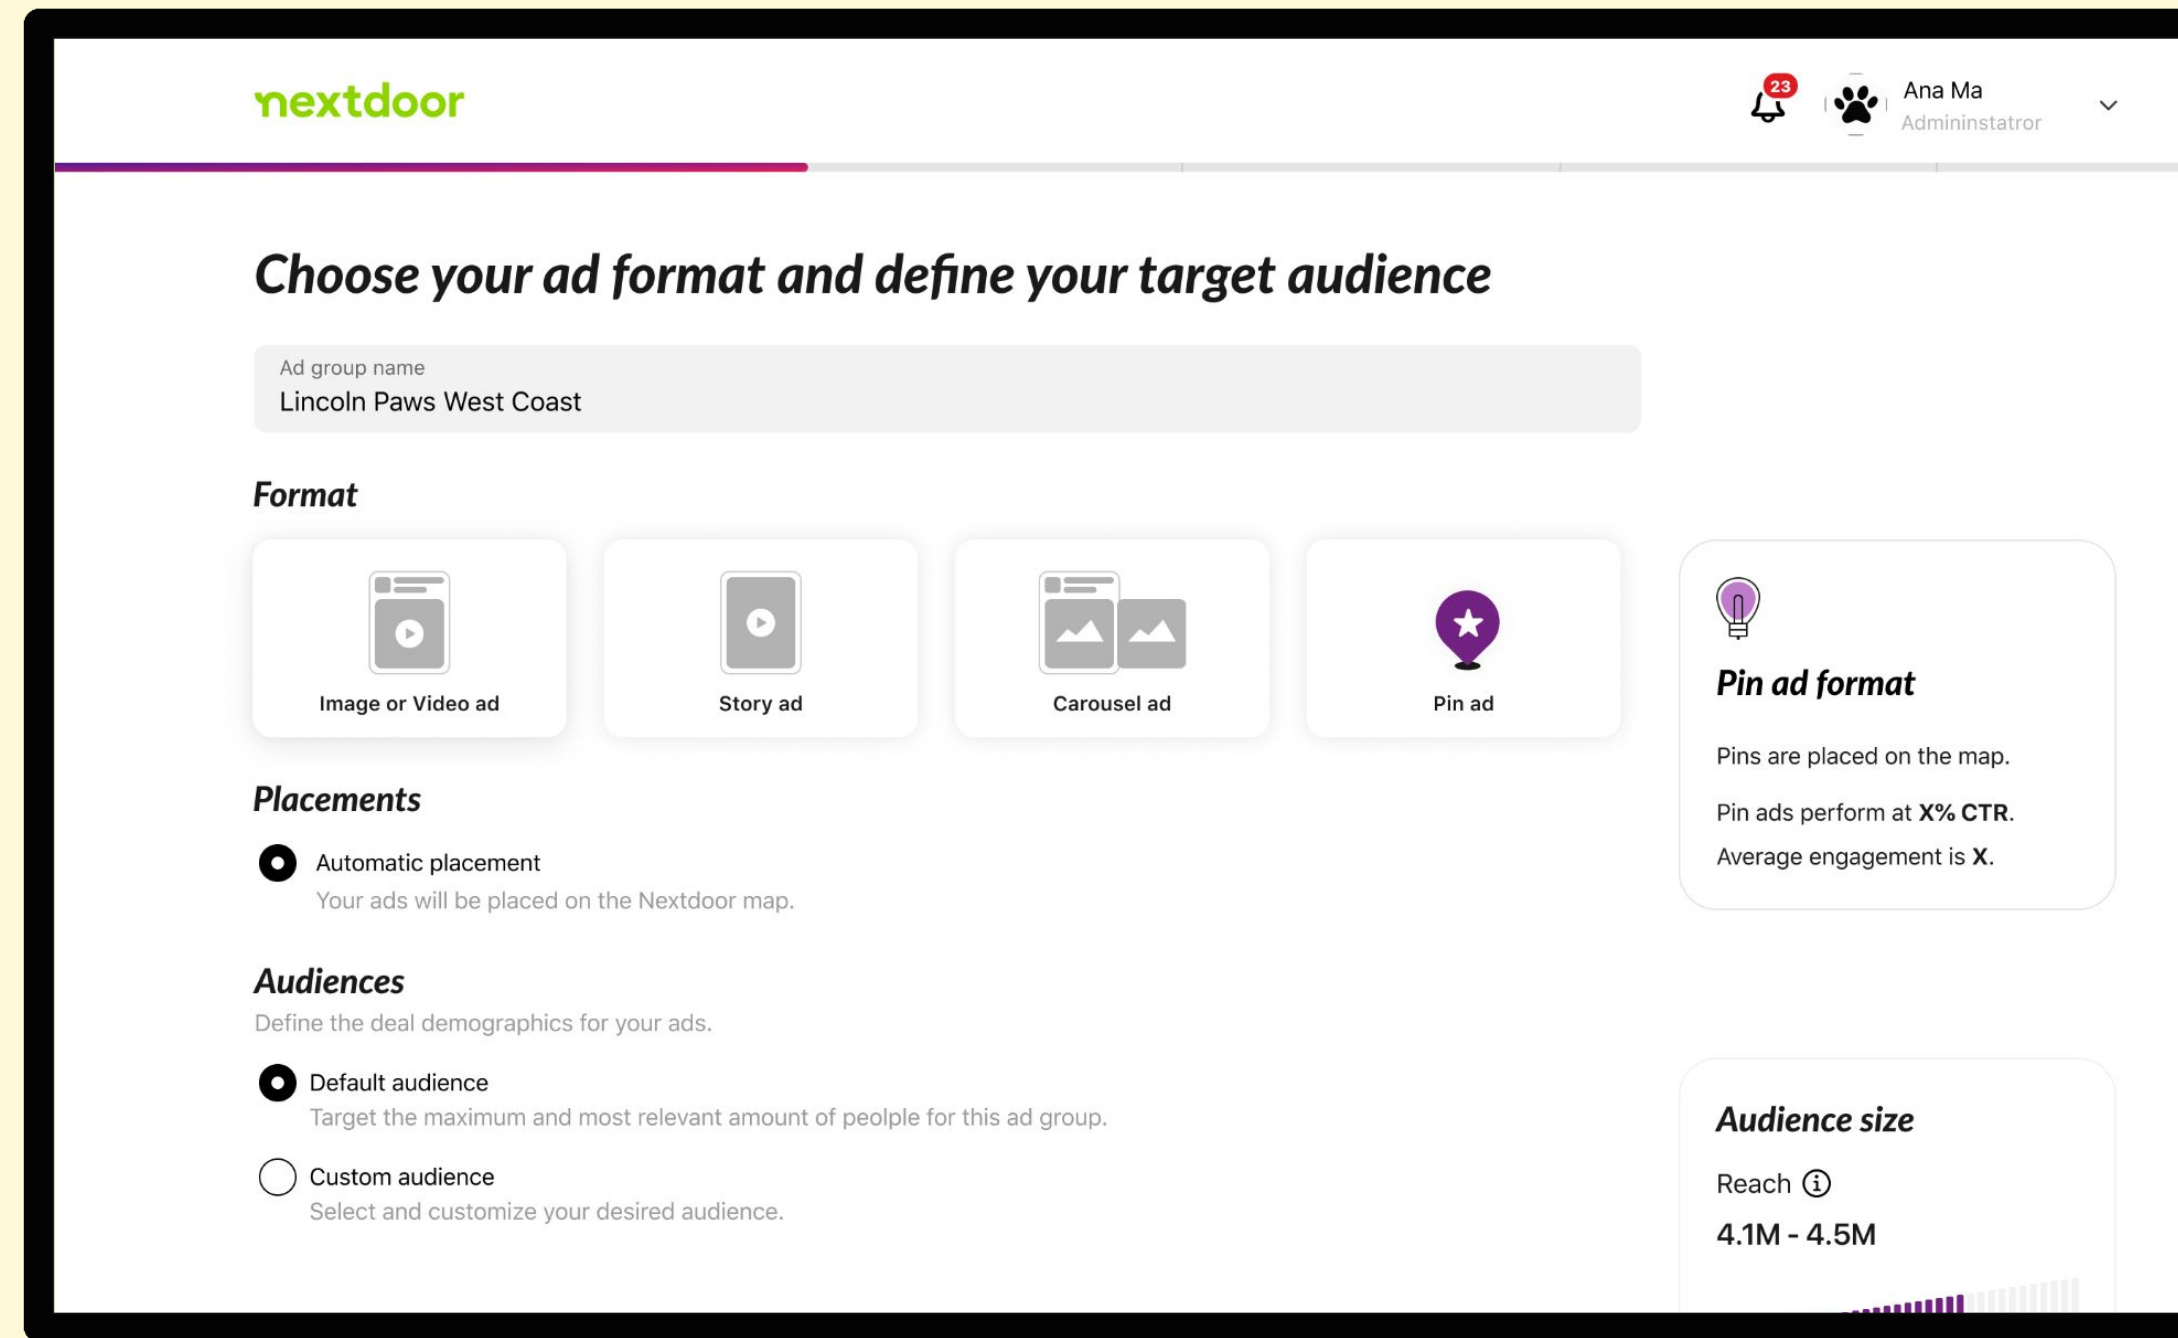 nextdoor
23
Ana Ma
Admininstatror
Choose your ad format and define your target audience
Ad group name
Lincoln Paws West Coast
Format
Image or Video ad
Story ad
Carousel ad
Pin ad
Pin ad format
Pins are placed on the map.
Pin ads perform at X% CTR.
Average engagement is X.
Placements
Automatic placement
Your ads will be placed on the Nextdoor map.
Audiences
Define the deal demographics for your ads.
Default audience
Target the maximum and most relevant amount of peolple for this ad group.
Custom audience
Select and customize your desired audience.
Audience size
Reach
4.1M - 4.5M